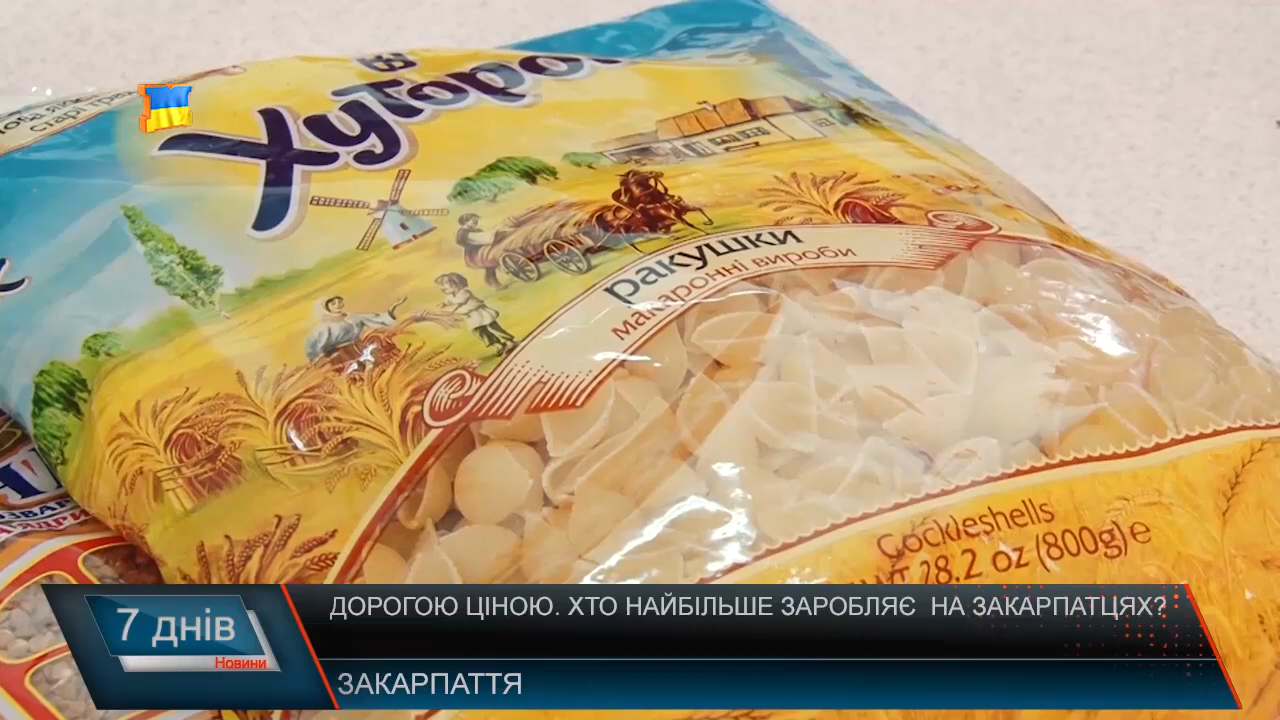 Хуторок
ракушки
макаронні вироби
Cockleshells
28.2 oz (800g)e
7 днів
Новини
ДОРОГОЮ ЦІНОЮ. ХТО НАЙБІЛЬШЕ ЗАРОБЛЯЄ НА ЗАКАРПАТЦЯХ?
ЗАКАРПАТТЯ